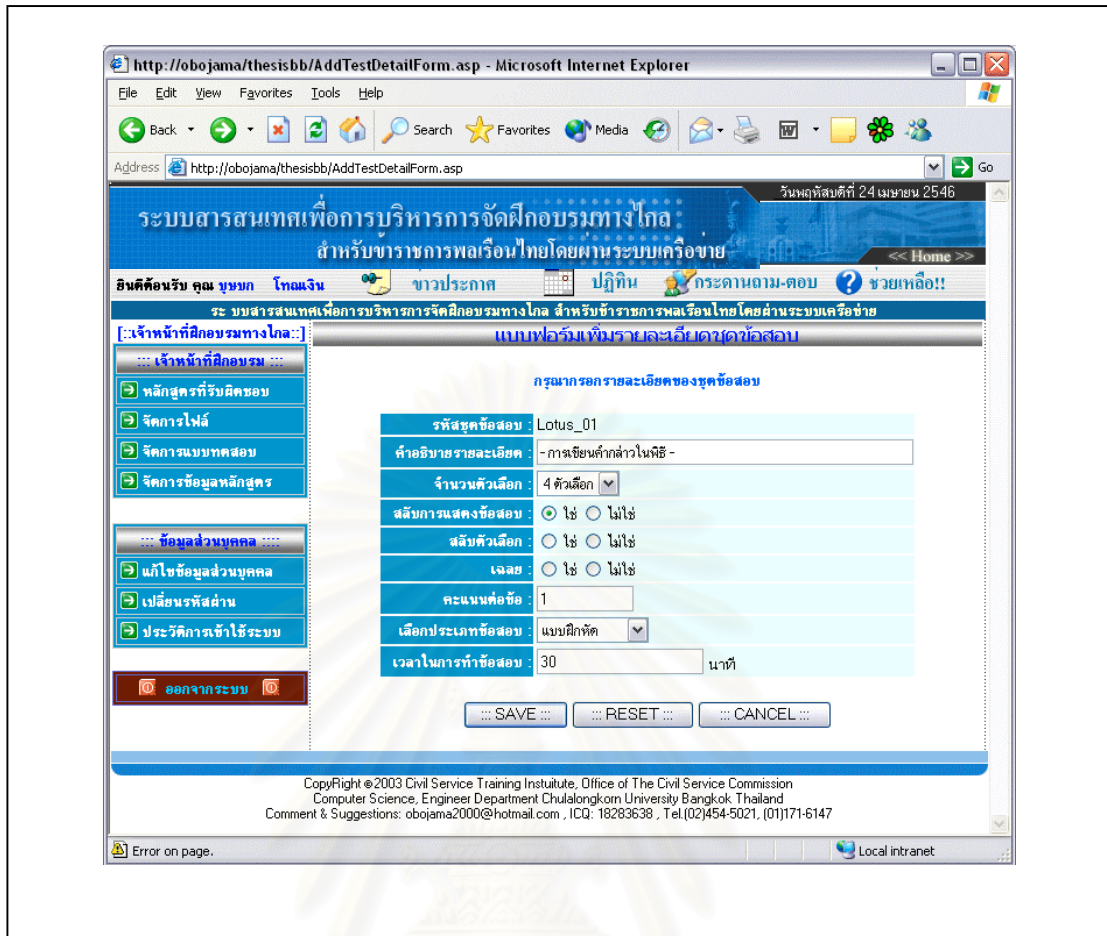 http://obojama/thesisbb/AddTestDetailForm.asp - Microsoft Internet Explorer
File Edit View Favorites Tools Help
Back Search Favorites Media
Address http://obojama/thesisbb/AddTestDetailForm.asp Go
วันพฤหัสบดีที่ 24 เมษายน 2546
ระบบสารสนเทศเพื่อการบริหารการจัดฝึกอบรมทางไกล
สำหรับข้าราชการพลเรือนไทยโดยผ่านระบบเครือข่าย
<< Home >>
ยินดีต้อนรับ คุณ บุษบก โทณเงิน ข่าวประกาศ ปฏิทิน กระดานถาม-ตอบ ช่วยเหลือ!!
ระ บบสารสนเทศเพื่อการบริหารการจัดฝึกอบรมทางไกล สำหรับข้าราชการพลเรือนไทยโดยผ่านระบบเครือข่าย
[::เจ้าหน้าที่ฝึกอบรมทางไกล::] แบบฟอร์มเพิ่มรายละเอียดชุดข้อสอบ
::: เจ้าหน้าที่ฝึกอบรม :::
หลักสูตรที่รับผิดชอบ
จัดการไฟล์
จัดการแบบทดสอบ
จัดการข้อมูลหลักสูตร
::: ข้อมูลส่วนบุคคล ::::
แก้ไขข้อมูลส่วนบุคคล
เปลี่ยนรหัสผ่าน
ประวัติการเข้าใช้ระบบ
ออกจากระบบ
กรุณากรอกรายละเอียดของชุดข้อสอบ
รหัสชุดข้อสอบ : Lotus_01
คำอธิบายรายละเอียด : - การเขียนคำกล่าวในพิธี -
จำนวนตัวเลือก : 4 ตัวเลือก
สลับการแสดงข้อสอบ : ใช่ ไม่ใช่
สลับตัวเลือก : ใช่ ไม่ใช่
เฉลย : ใช่ ไม่ใช่
คะแนนต่อข้อ : 1
เลือกประเภทข้อสอบ : แบบฝึกหัด
เวลาในการทำข้อสอบ : 30 นาที
::: SAVE ::: ::: RESET ::: ::: CANCEL :::
CopyRight @2003 Civil Service Training Instuitute, Office of The Civil Service Commission
Computer Science, Engineer Department Chulalongkorn University Bangkok Thailand
Comment & Suggestions: obojama2000@hotmail.com , ICQ: 18283638 , Tel.(02)454-5021, (01)171-6147
Error on page. Local intranet